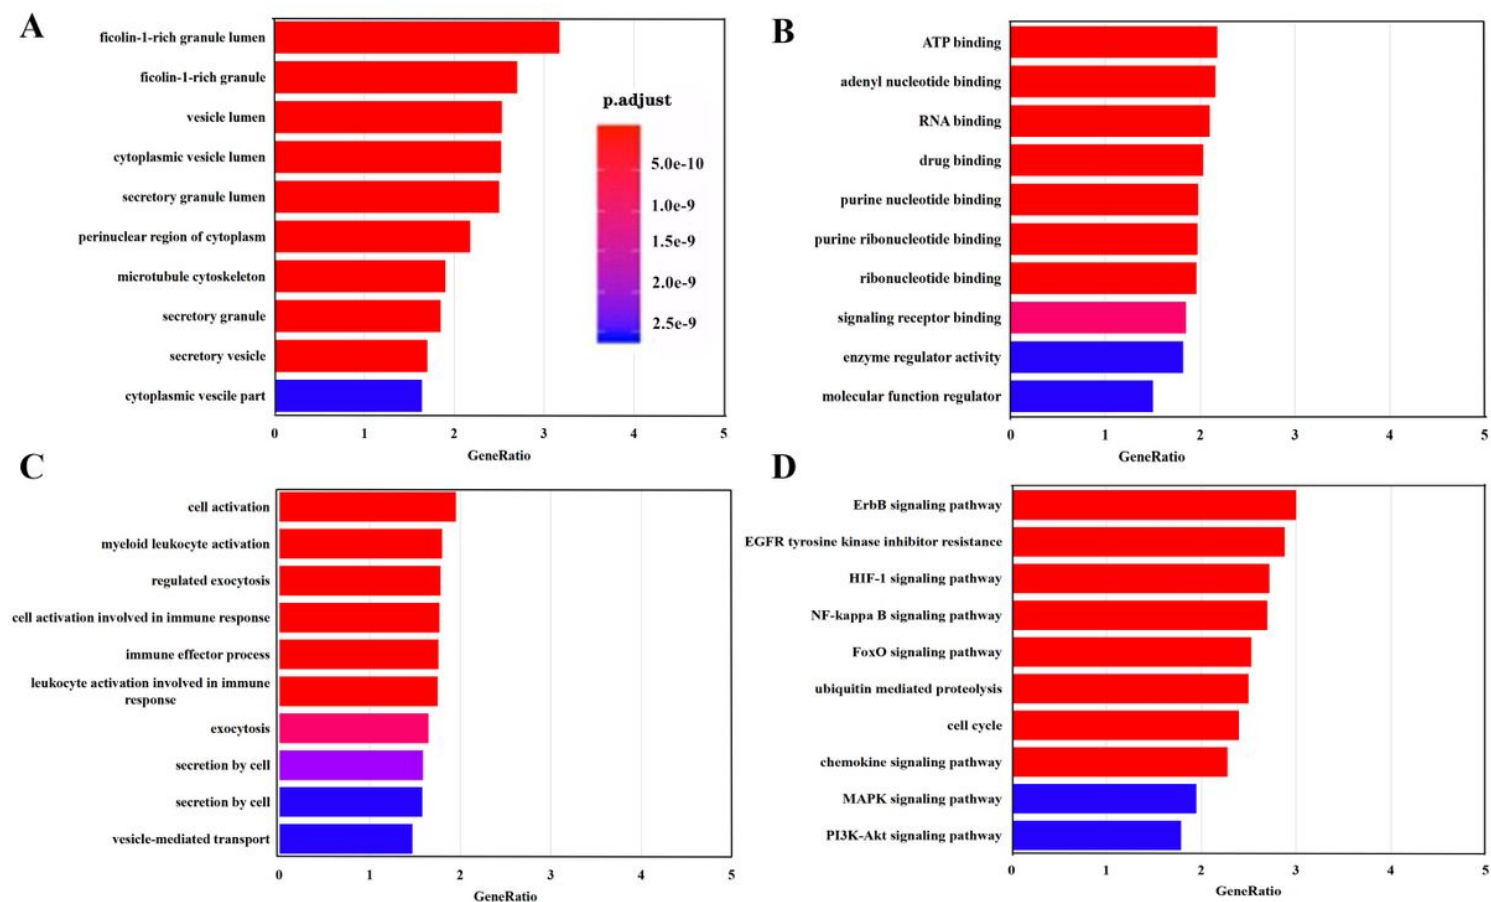 A
ficolin-1-rich granule lumen
ficolin-1-rich granule
vesicle lumen
cytoplasmic vesicle lumen
secretory granule lumen
perinuclear region of cytoplasm
microtubule cytoskeleton
secretory granule
secretory vesicle
cytoplasmic vescile part
0 1 2 3 4 5
GeneRatio
p.adjust
5.0e-10
1.0e-9
1.5e-9
2.0e-9
2.5e-9
B
ATP binding
adenyl nucleotide binding
RNA binding
drug binding
purine nucleotide binding
purine ribonucleotide binding
ribonucleotide binding
signaling receptor binding
enzyme regulator activity
molecular function regulator
0 1 2 3 4 5
GeneRatio
C
cell activation
myeloid leukocyte activation
regulated exocytosis
cell activation involved in immune response
immune effector process
leukocyte activation involved in immune
response
exocytosis
secretion by cell
secretion by cell
vesicle-mediated transport
0 1 2 3 4 5
GeneRatio
D
ErbB signaling pathway
EGFR tyrosine kinase inhibitor resistance
HIF-1 signaling pathway
NF-kappa B signaling pathway
FoxO signaling pathway
ubiquitin mediated proteolysis
cell cycle
chemokine signaling pathway
MAPK signaling pathway
PI3K-Akt signaling pathway
0 1 2 3 4 5
GeneRatio